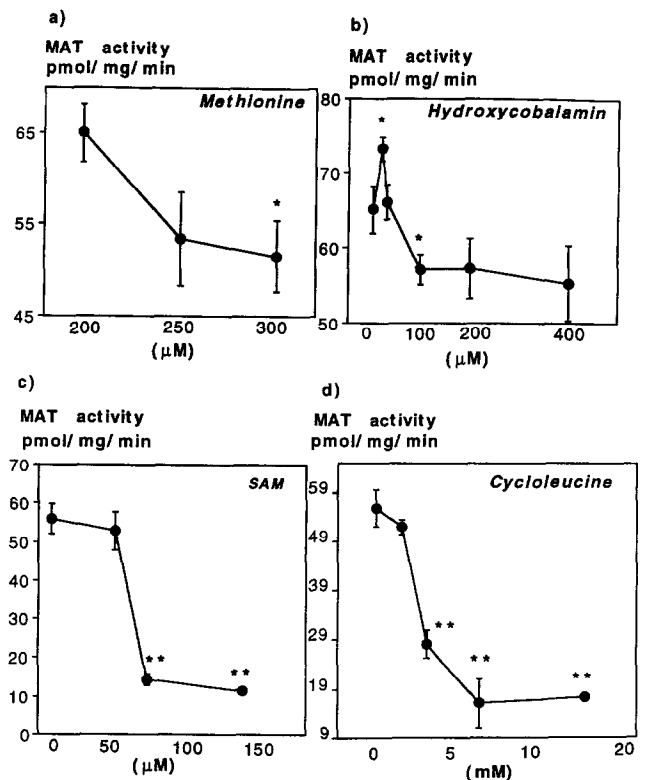 a)
MAT activity
pmol/ mg/ min
Methionine
65
55
45
200 250 300
(μM)
*
b)
MAT activity
pmol/ mg/ min
Hydroxycobalamin
80
70
60
50
0 100 200 400
(μM)
*
*
c)
MAT activity
pmol/ mg/ min
SAM
70
60
50
40
30
20
10
0
0 50 100 150
(μM)
**
**
d)
MAT activity
pmol/ mg/ min
Cycloleucine
59
49
39
29
19
9
0 5 10 20
(mM)
**
**
**